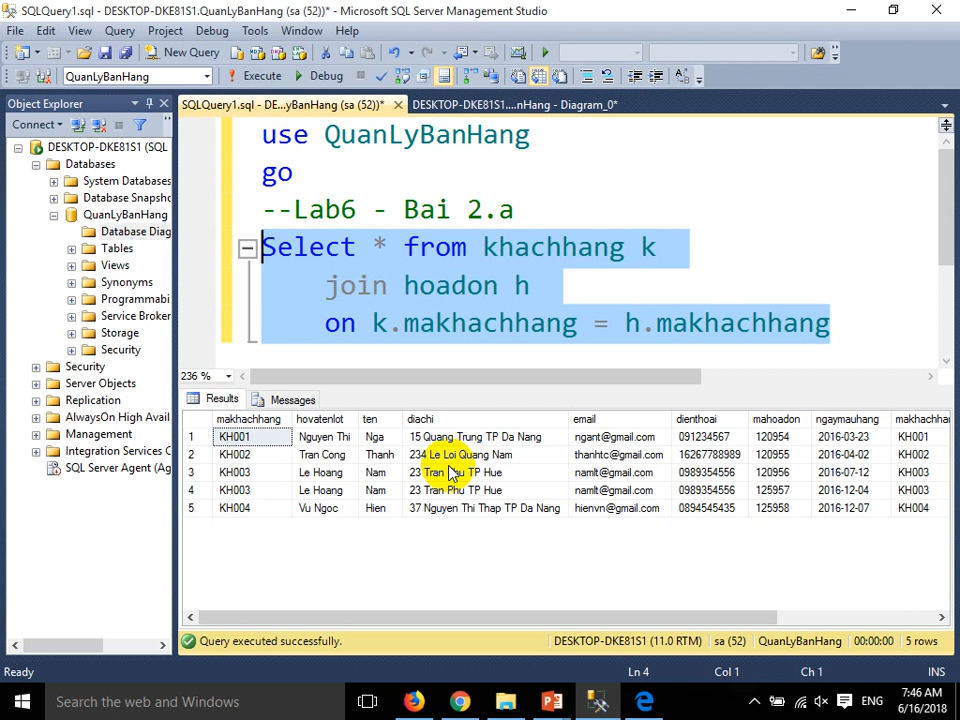 SQLQuery1.sql - DESKTOP-DKE81S1.QuanLyBanHang (sa (52))* - Microsoft SQL Server Management Studio
File Edit View Query Project Debug Tools Window Help
New Query
QuanLyBanHang Execute Debug
Object Explorer
SQLQuery1.sql - DE...yBanHang (sa (52))* DESKTOP-DKE81S1....nHang - Diagram_0*
Connect
DESKTOP-DKE81S1 (SQL
Databases
System Databases
Database Snapsho
QuanLyBanHang
Database Diag
Tables
Views
Synonyms
Programmabi
Service Broker
Storage
Security
Security
Server Objects
Replication
AlwaysOn High Avail
Management
Integration Services C
SQL Server Agent (Ag
use QuanLyBanHang
go
--Lab6 - Bai 2.a
Select * from khachhang k
join hoadon h
on k.makhachhang = h.makhachhang
236 %
Results Messages
makhachhang hovatenlot ten diachi email dienthoai mahoadon ngaymauhang makhachhar
1 KH001 Nguyen Thi Nga 15 Quang Trung TP Da Nang ngant@gmail.com 091234567 120954 2016-03-23 KH001
2 KH002 Tran Cong Thanh 234 Le Loi Quang Nam thanhtc@gmail.com 16267788989 120955 2016-04-02 KH002
3 KH003 Le Hoang Nam 23 Tran Phu TP Hue namlt@gmail.com 0989354556 120956 2016-07-12 KH003
4 KH003 Le Hoang Nam 23 Tran Phu TP Hue namlt@gmail.com 0989354556 125957 2016-12-04 KH003
5 KH004 Vu Ngoc Hien 37 Nguyen Thi Thap TP Da Nang hienvn@gmail.com 0894545435 125958 2016-12-07 KH004
Query executed successfully. DESKTOP-DKE81S1 (11.0 RTM) sa (52) QuanLyBanHang 00:00:00 5 rows
Ready Ln 4 Col 1 Ch 1 INS
Search the web and Windows
ENG
7:46 AM
6/16/2018